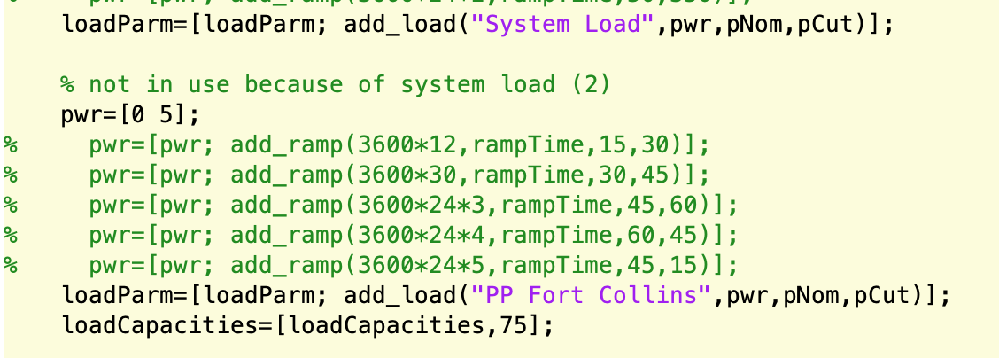 %     pwr=[pwr; add_ramp(3600*24+2,rampTime,50,350)];
loadParm=[loadParm; add_load("System Load",pwr,pNom,pCut)];
% not in use because of system load (2)
pwr=[0 5];
%     pwr=[pwr; add_ramp(3600*12,rampTime,15,30)];
%     pwr=[pwr; add_ramp(3600*30,rampTime,30,45)];
%     pwr=[pwr; add_ramp(3600*24*3,rampTime,45,60)];
%     pwr=[pwr; add_ramp(3600*24*4,rampTime,60,45)];
%     pwr=[pwr; add_ramp(3600*24*5,rampTime,45,15)];
loadParm=[loadParm; add_load("PP Fort Collins",pwr,pNom,pCut)];
loadCapacities=[loadCapacities,75];